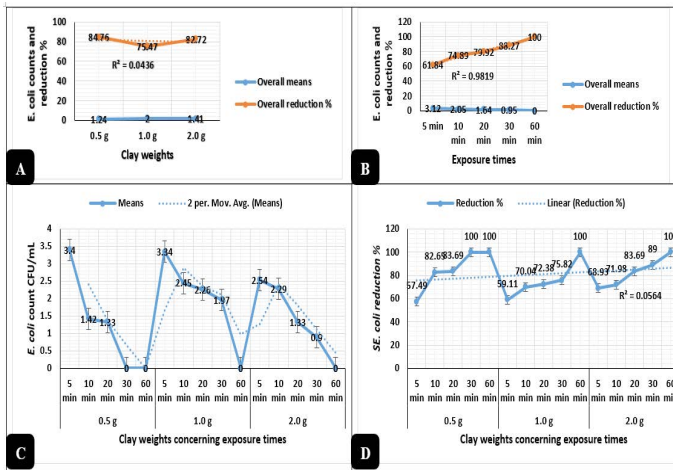 E. coli counts and reduction %
100
80
60
40
20
0
84.76
75.47
82.72
R² = 0.0436
1.24
2
1.41
Overall means
Overall reduction %
0.5 g 1.0 g 2.0 g
Clay weights
A
E. coli counts and reduction %
120
100
80
60
40
20
0
61.84
74.89
79.92
88.27
100
R² = 0.9819
3.12
2.05
1.64
0.95
0
Overall means
Overall reduction %
5 min 10 min 20 min 30 min 60 min
Exposure times
B
Means 2 per. Mov. Avg. (Means)
E. coli count CFU/mL
4
3.5
3
2.5
2
1.5
1
0.5
0
3.4
1.42
1.33
0
0
3.34
2.45
2.26
1.97
0
2.54
2.29
1.33
0.9
0
5 10 20 30 60 5 10 20 30 60 5 10 20 30 60
min min min min min min min min min min min min min min min
0.5 g 1.0 g 2.0 g
Clay weights concerning exposure times
C
Reduction % Linear (Reduction %)
SE. coli reduction %
120
100
80
60
40
20
0
57.49
82.69
83.69
100
100
59.11
70.04
72.38
75.82
100
68.99
71.98
83.69
89
10
R² = 0.0564
5 10 20 30 60 5 10 20 30 60 5 10 20 30 60
min min min min min min min min min min min min min min min
0.5 g 1.0 g 2.0 g
Clay weights concerning exposure times
D